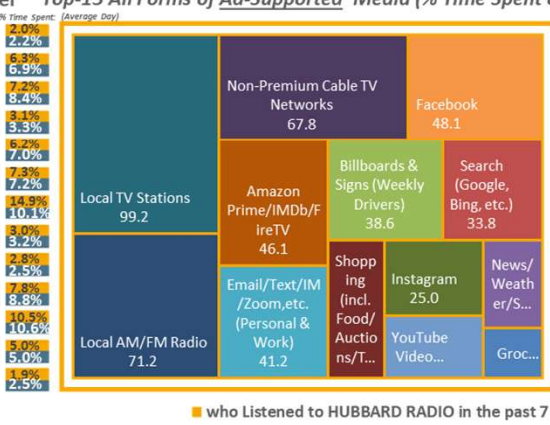 Top-15 All Forms of Ad-Supported Media (% Time Spent
% Time Spent: (Average Day)
2.0%
2.2%
6.3%
6.9%
7.2%
8.4%
3.1%
3.3%
6.2%
7.0%
7.3%
7.2%
14.9%
10.1%
3.0%
3.2%
2.8%
2.5%
7.8%
8.8%
10.5%
10.6%
5.0%
5.0%
1.9%
2.5%
Local TV Stations
99.2
Local AM/FM Radio
71.2
Non-Premium Cable TV
Networks
67.8
Facebook
48.1
Amazon
Prime/IMDb/F
ireTV
46.1
Email/Text/IM
/Zoom,etc.
(Personal &
Work)
41.2
Billboards &
Signs (Weekly
Drivers)
38.6
Search
(Google,
Bing, etc.)
33.8
Shopp
ing
(incl.
Food/
Auctio
ns/T...
Instagram
25.0
YouTube
Video...
News/
Weath
er/S...
Groc...
who Listened to HUBBARD RADIO in the past 7